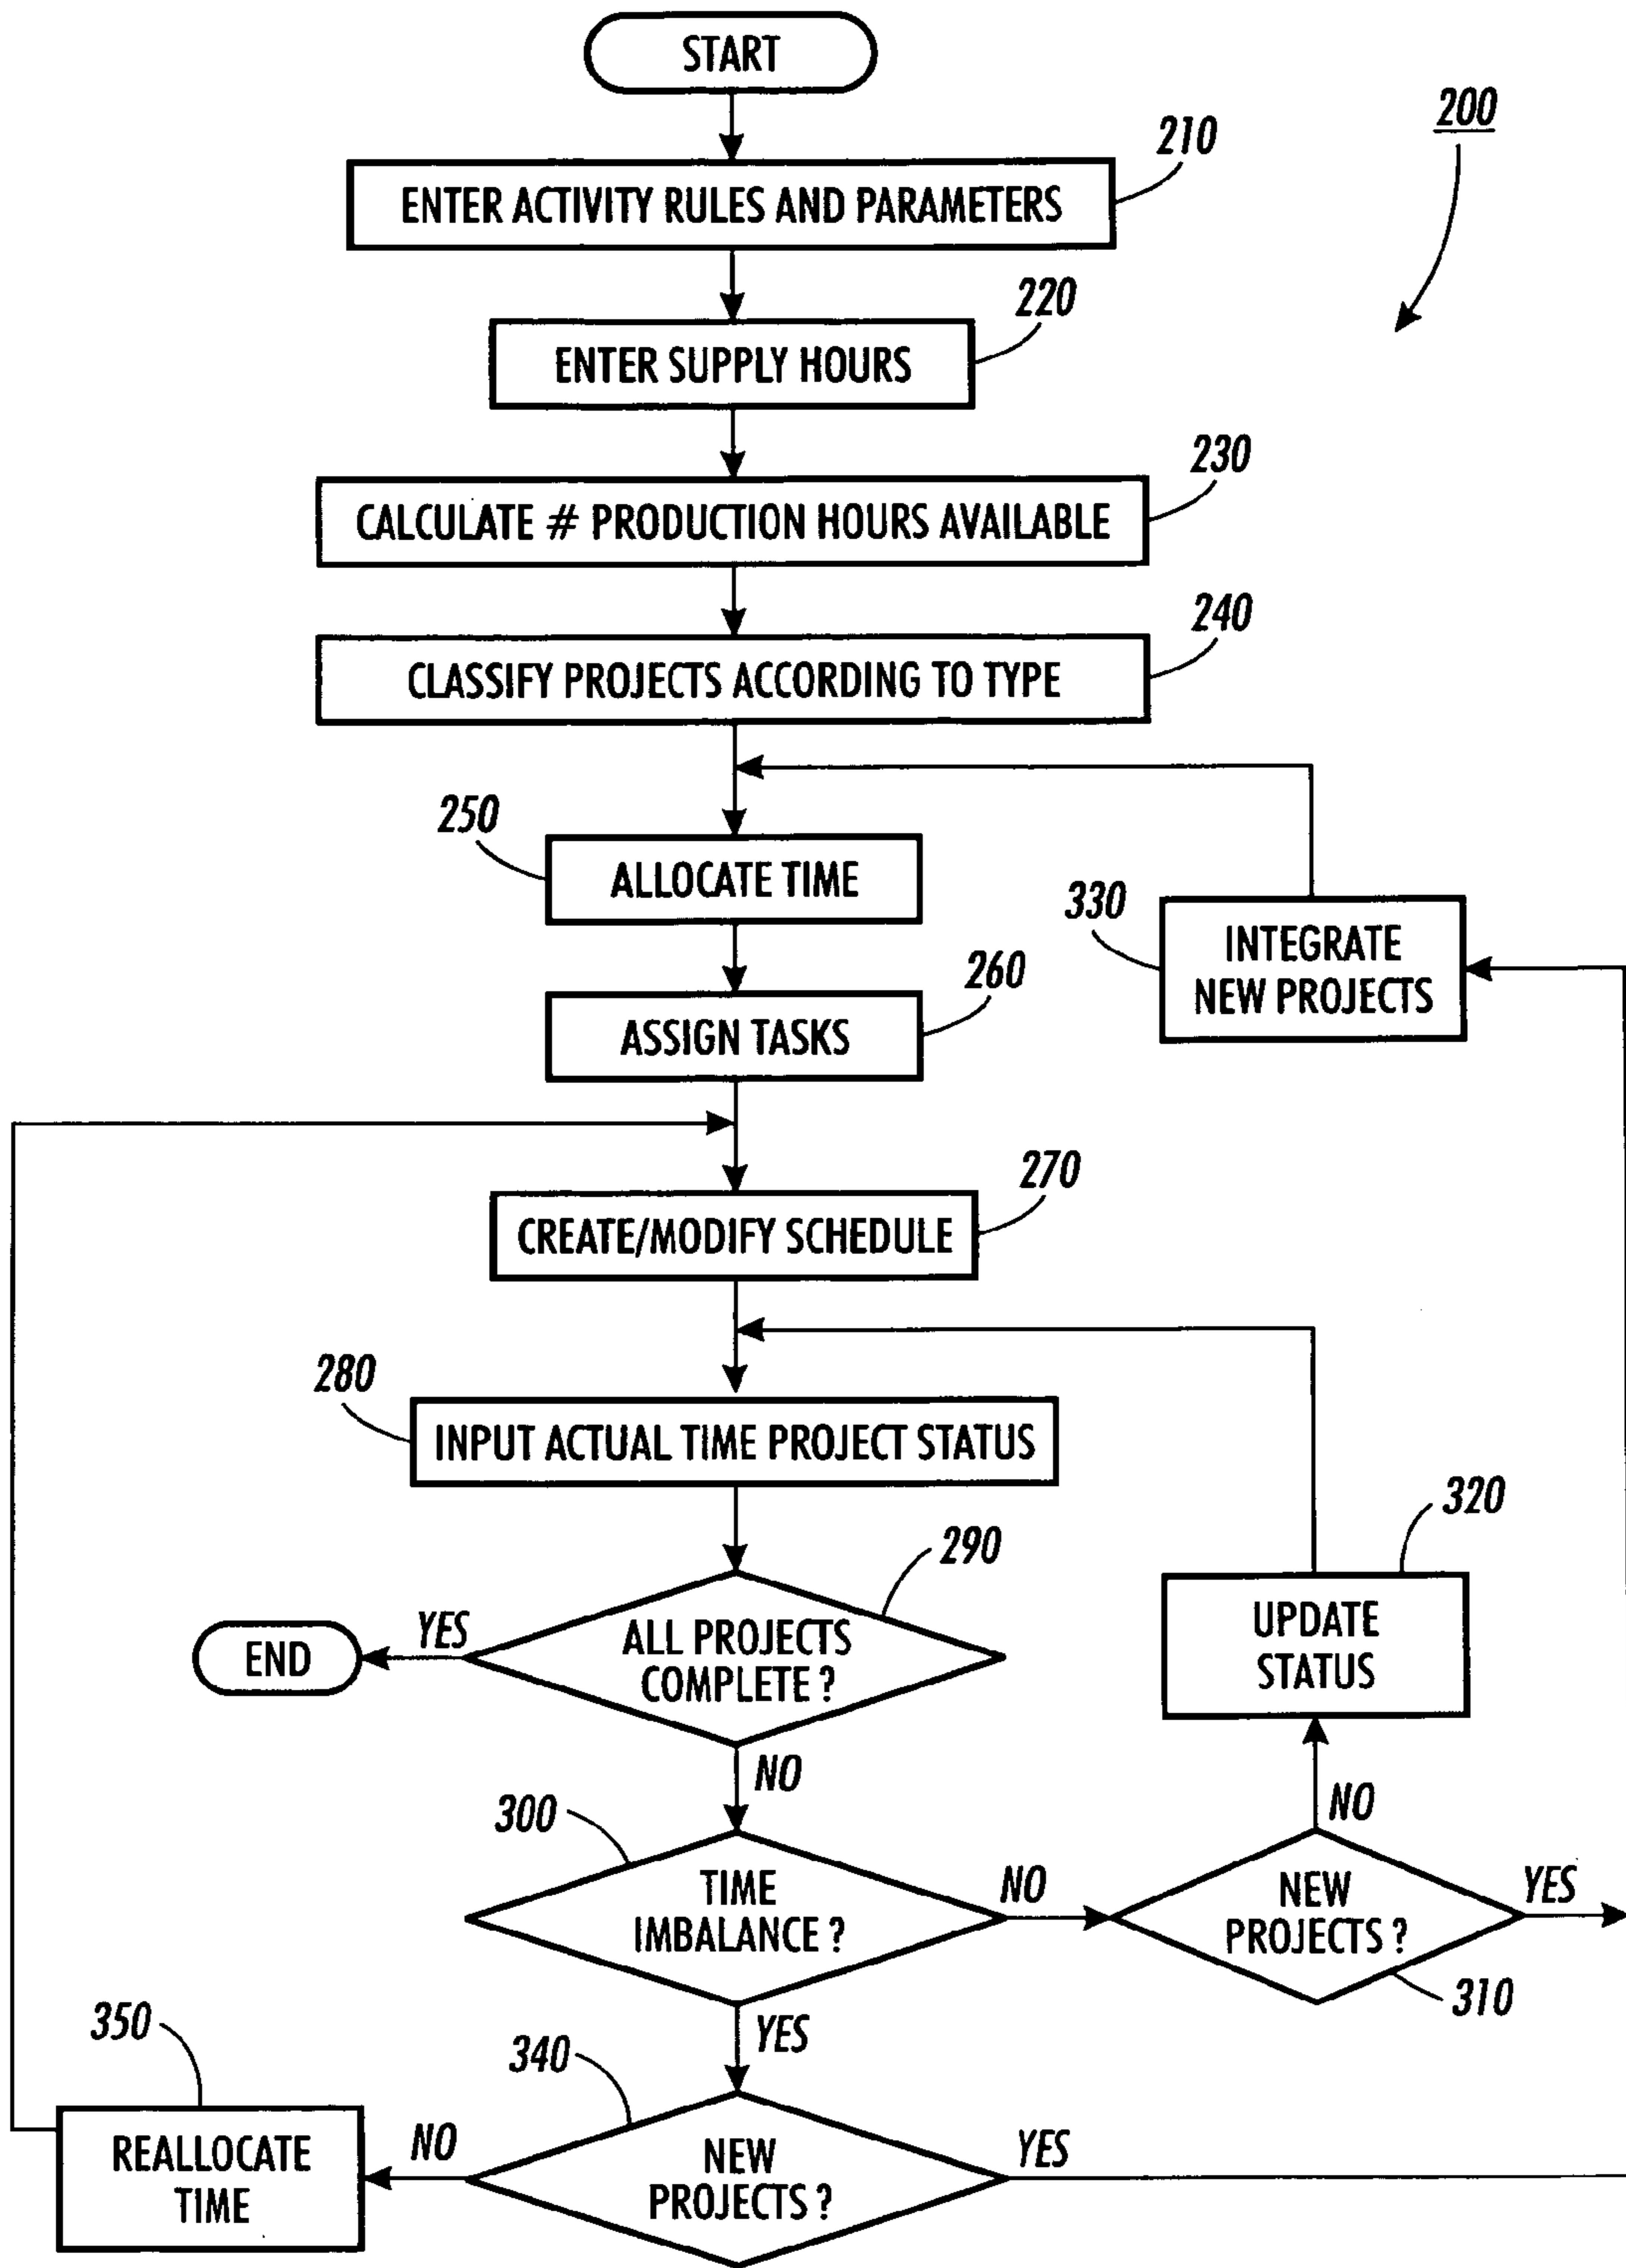 START
200
210
ENTER ACTIVITY RULES AND PARAMETERS
220
ENTER SUPPLY HOURS
230
CALCULATE # PRODUCTION HOURS AVAILABLE
240
CLASSIFY PROJECTS ACCORDING TO TYPE
250
ALLOCATE TIME
330
INTEGRATE
NEW PROJECTS
260
ASSIGN TASKS
270
CREATE/MODIFY SCHEDULE
280
INPUT ACTUAL TIME PROJECT STATUS
320
UPDATE
STATUS
290
ALL PROJECTS
COMPLETE ?
YES
END
NO
300
TIME
IMBALANCE ?
NO
NO
NEW
PROJECTS ?
YES
310
YES
350
340
REALLOCATE
TIME
NO
NEW
PROJECTS ?
YES